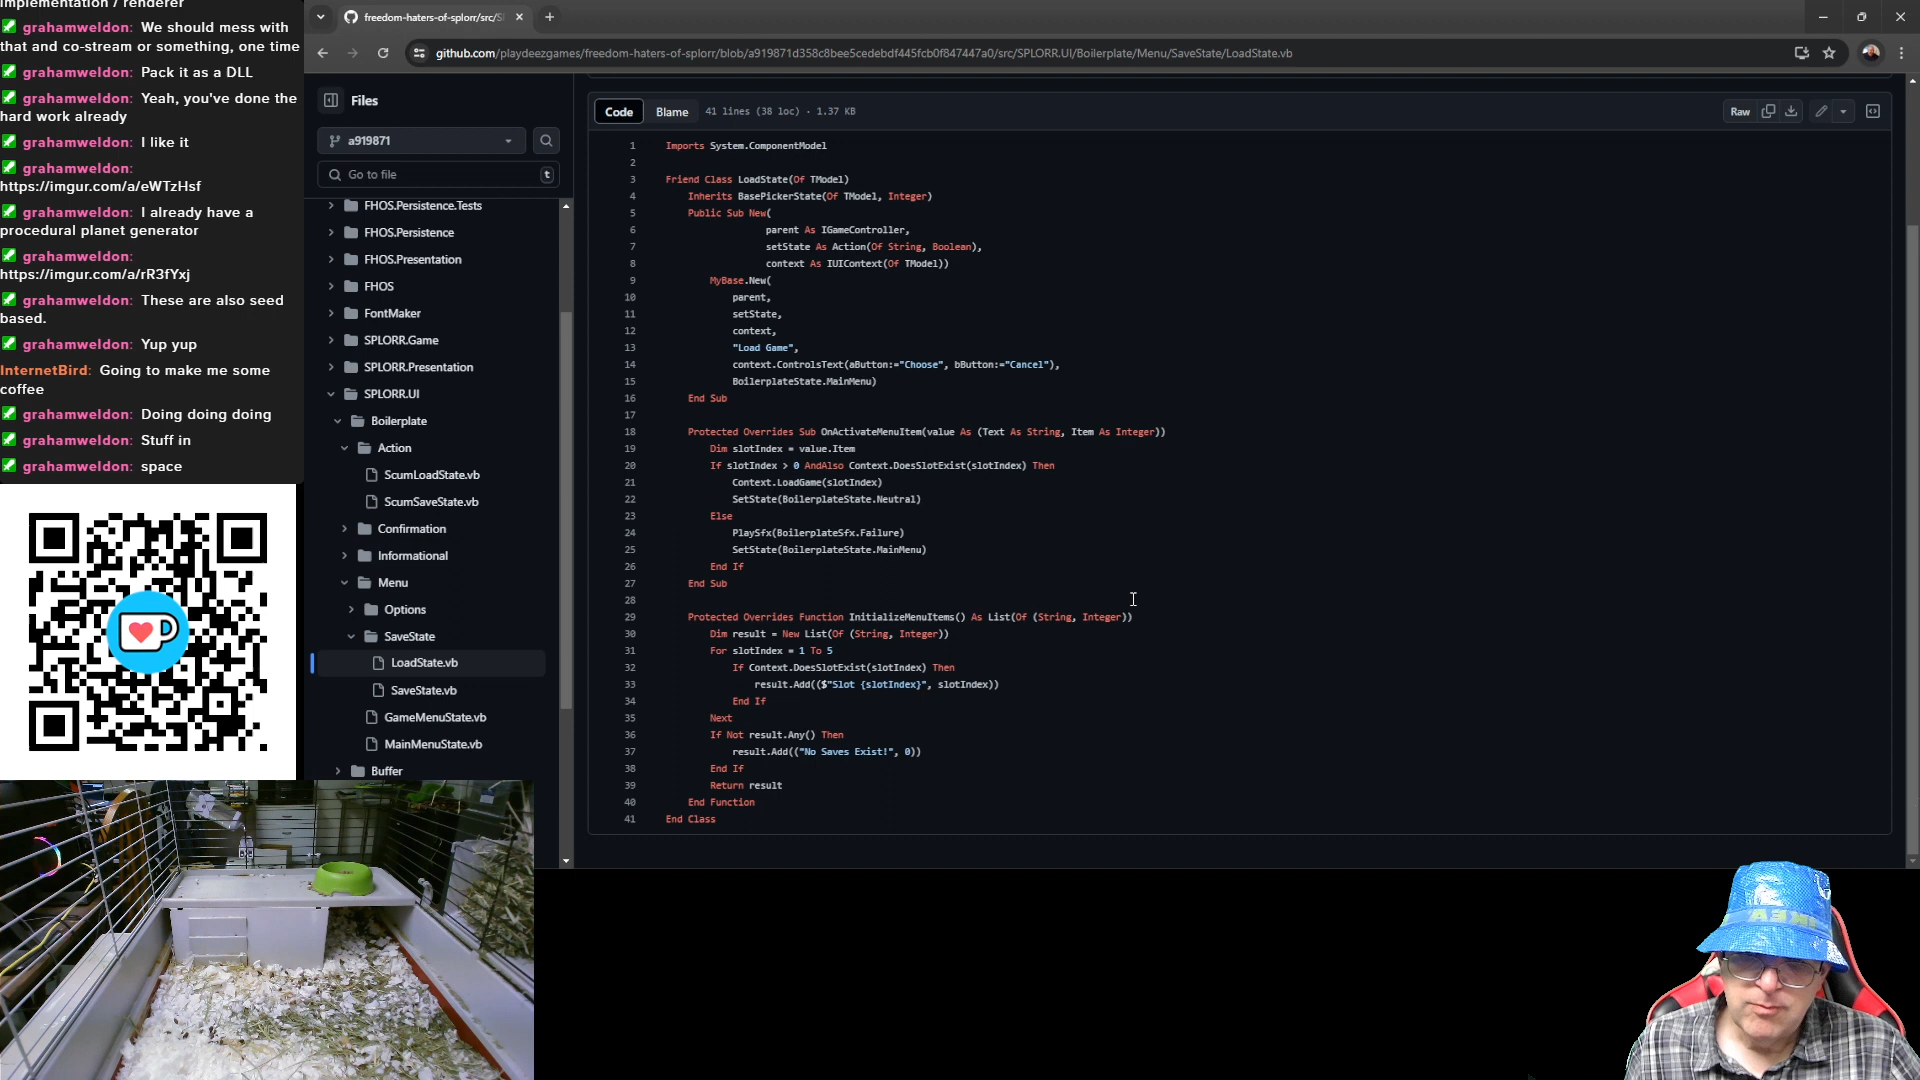 implementation / renderer
grahamweldon: We should mess with
that and co-stream or something, one time
grahamweldon: Pack it as a DLL
grahamweldon: Yeah, you've done the
hard work already
grahamweldon: I like it
grahamweldon:
https://imgur.com/a/eWTzHsf
grahamweldon: I already have a
procedural planet generator
grahamweldon:
https://imgur.com/a/rR3fYxj
grahamweldon: These are also seed
based.
grahamweldon: Yup yup
InternetBird: Going to make me some
coffee
grahamweldon: Doing doing doing
grahamweldon: Stuff in
grahamweldon: space
freedom-haters-of-splorr/src/S
github.com/playdeezgames/freedom-haters-of-splorr/blob/a919871d358c8bee5cedebdf445fcb0f847447a0/src/SPLORR.UI/Boilerplate/Menu/SaveState/LoadState.vb
Files
a919871
Go to file
t
FHOS.Persistence.Tests
FHOS.Persistence
FHOS.Presentation
FHOS
FontMaker
SPLORR.Game
SPLORR.Presentation
SPLORR.UI
Boilerplate
Action
ScumLoadState.vb
ScumSaveState.vb
Confirmation
Informational
Menu
Options
SaveState
LoadState.vb
SaveState.vb
GameMenuState.vb
MainMenuState.vb
Buffer
Code Blame 41 lines (38 loc) · 1.37 KB
Raw
1 Imports System.ComponentModel
2
3 Friend Class LoadState(Of TModel)
4 Inherits BasePickerState(Of TModel, Integer)
5 Public Sub New(
6 parent As IGameController,
7 setState As Action(Of String, Boolean),
8 context As IUIContext(Of TModel))
9 MyBase.New(
10 parent,
11 setState,
12 context,
13 "Load Game",
14 context.ControlsText(aButton:="Choose", bButton:="Cancel"),
15 BoilerplateState.MainMenu)
16 End Sub
17
18 Protected Overrides Sub OnActivateMenuItem(value As (Text As String, Item As Integer))
19 Dim slotIndex = value.Item
20 If slotIndex > 0 AndAlso Context.DoesSlotExist(slotIndex) Then
21 Context.LoadGame(slotIndex)
22 SetState(BoilerplateState.Neutral)
23 Else
24 PlaySfx(BoilerplateSfx.Failure)
25 SetState(BoilerplateState.MainMenu)
26 End If
27 End Sub
28
29 Protected Overrides Function InitializeMenuItems() As List(Of (String, Integer))
30 Dim result = New List(Of (String, Integer))
31 For slotIndex = 1 To 5
32 If Context.DoesSlotExist(slotIndex) Then
33 result.Add(($"Slot {slotIndex}", slotIndex))
34 End If
35 Next
36 If Not result.Any() Then
37 result.Add(("No Saves Exist!", 0))
38 End If
39 Return result
40 End Function
41 End Class